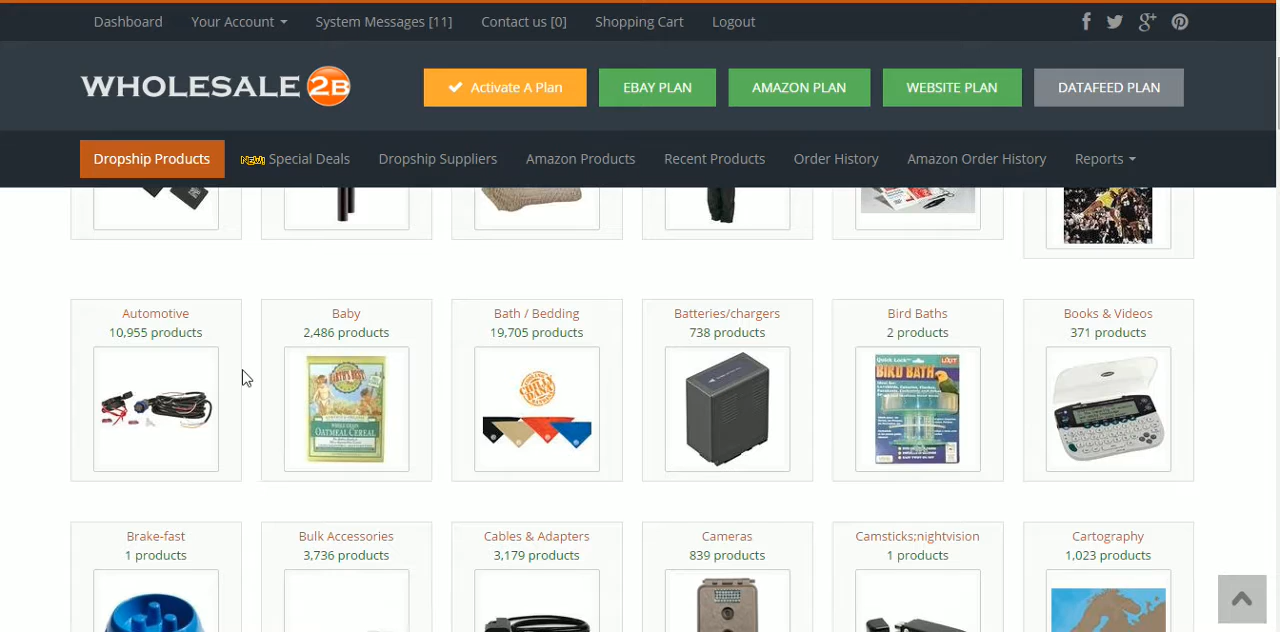 Dashboard Your Account System Messages [11] Contact us [0] Shopping Cart Logout
WHOLESALE 2B Activate A Plan EBAY PLAN AMAZON PLAN WEBSITE PLAN DATAFEED PLAN
Dropship Products NEW! Special Deals Dropship Suppliers Amazon Products Recent Products Order History Amazon Order History Reports
Automotive Baby Bath / Bedding Batteries/chargers Bird Baths Books & Videos
10,955 products 2,486 products 19,705 products 738 products 2 products 371 products
EARTH'S BEST
OATMEAL CEREAL
BIRD BATH
Brake-fast Bulk Accessories Cables & Adapters Cameras Camsticks;nightvision Cartography
1 products 3,736 products 3,179 products 839 products 1 products 1,023 products